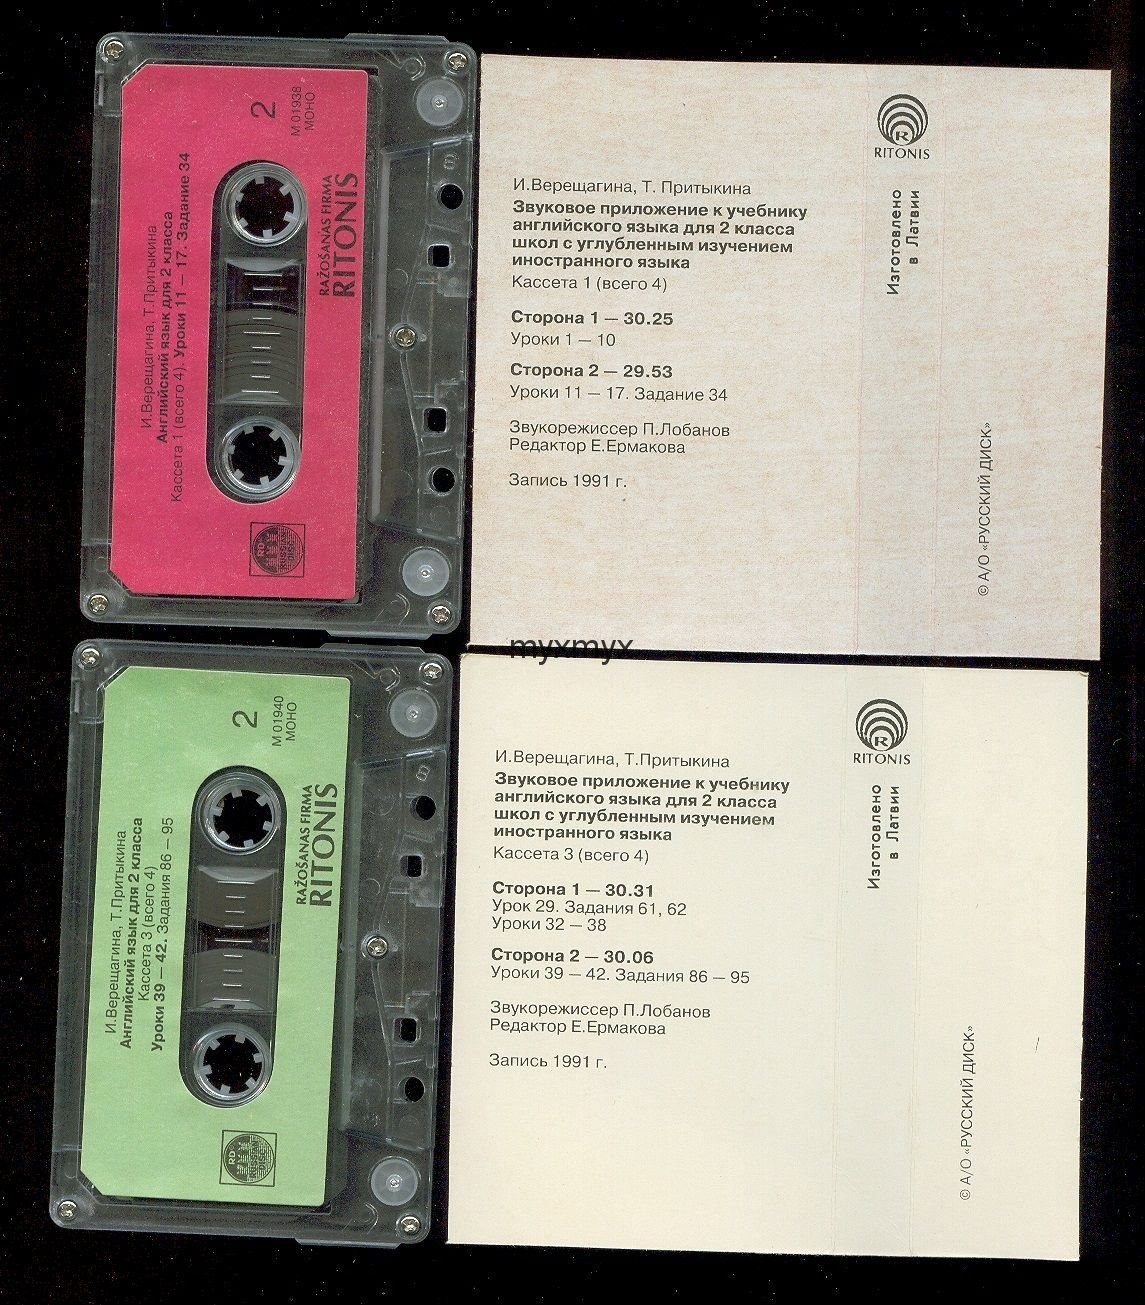 2
М 01938
МОНО
И.Верещагина, Т.Притыкина
Английский язык для 2 класса
Кассета 1 (всего 4). Уроки 11 — 17. Задание 34
RAŽOŠANAS FIRMA
RITONIS
RD
RUSSIAN
DISC
R
RITONIS
Изготовлено
в Латвии
И.Верещагина, Т. Притыкина
Звуковое приложение к учебнику
английского языка для 2 класса
школ с углубленным изучением
иностранного языка
Кассета 1 (всего 4)
Сторона 1 — 30.25
Уроки 1 — 10
Сторона 2 — 29.53
Уроки 11 — 17. Задание 34
Звукорежиссер П.Лобанов
Редактор Е.Ермакова
Запись 1991 г.
© А/О «РУССКИЙ ДИСК»
myxmyx
2
М 01940
МОНО
И.Верещагина, Т.Притыкина
Английский язык для 2 класса
Кассета 3 (всего 4)
Уроки 39 — 42. Задания 86 — 95
RAŽOŠANAS FIRMA
RITONIS
RD
RUSSIAN
DISC
R
RITONIS
Изготовлено
в Латвии
И.Верещагина, Т.Притыкина
Звуковое приложение к учебнику
английского языка для 2 класса
школ с углубленным изучением
иностранного языка
Кассета 3 (всего 4)
Сторона 1 — 30.31
Урок 29. Задания 61, 62
Уроки 32 — 38
Сторона 2 — 30.06
Уроки 39 — 42. Задания 86 — 95
Звукорежиссер П.Лобанов
Редактор Е.Ермакова
Запись 1991 г.
© А/О «РУССКИЙ ДИСК»